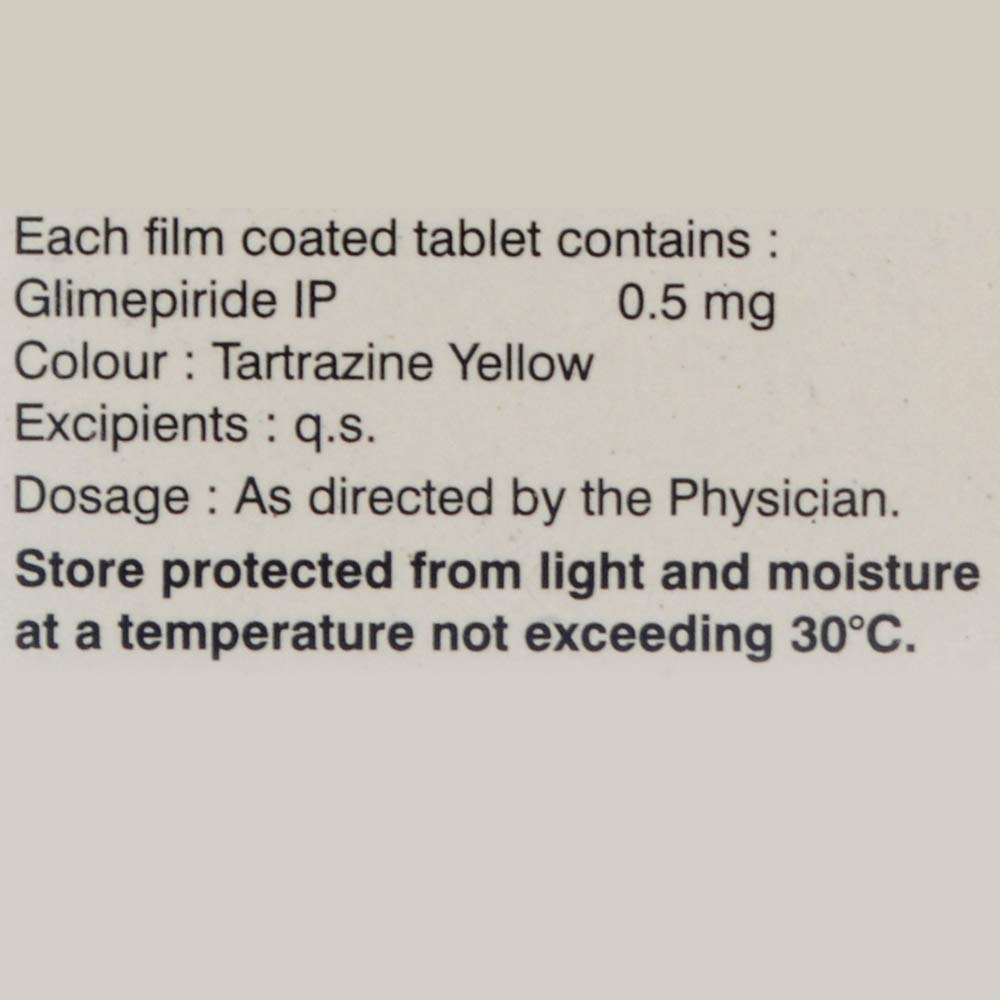 Each film coated tablet contains :
Glimepiride IP 0.5 mg
Colour : Tartrazine Yellow
Excipients : q.s.
Dosage : As directed by the Physician.
Store protected from light and moisture
at a temperature not exceeding 30°C.